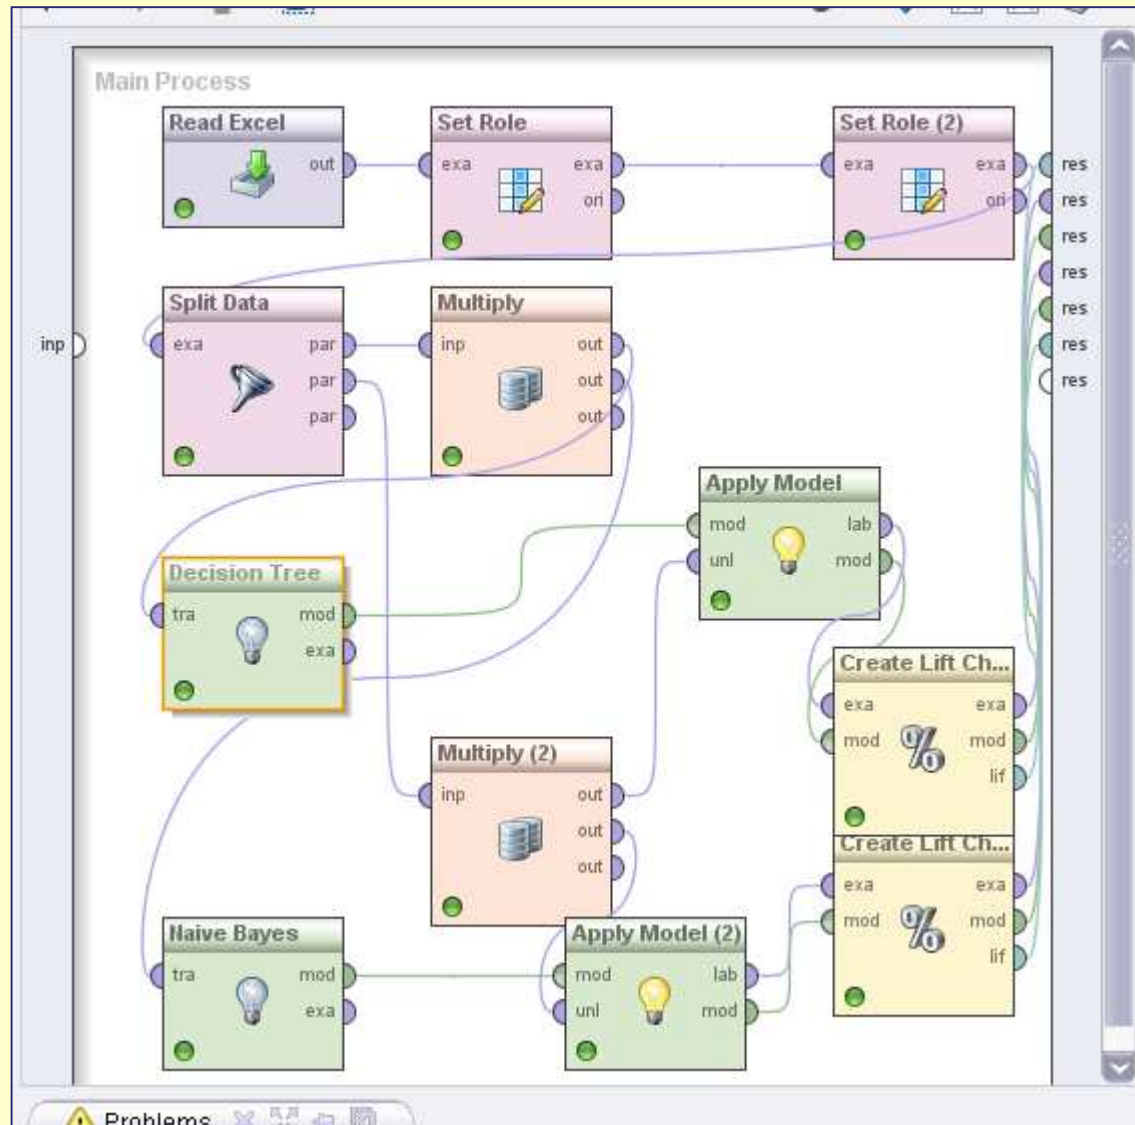 Main Process
Read Excel
out
Set Role
exa exa
ori
Set Role (2)
exa exa
ori
res
res
res
res
res
res
res
inp
Split Data
exa par
par
par
Multiply
inp out
out
out
Apply Model
mod lab
unl mod
Decision Tree
tra mod
exa
Create Lift Ch...
exa exa
mod mod
lif
Multiply (2)
inp out
out
out
Create Lift Ch...
exa exa
mod mod
lif
Naive Bayes
tra mod
exa
Apply Model (2)
mod lab
unl mod
Problems